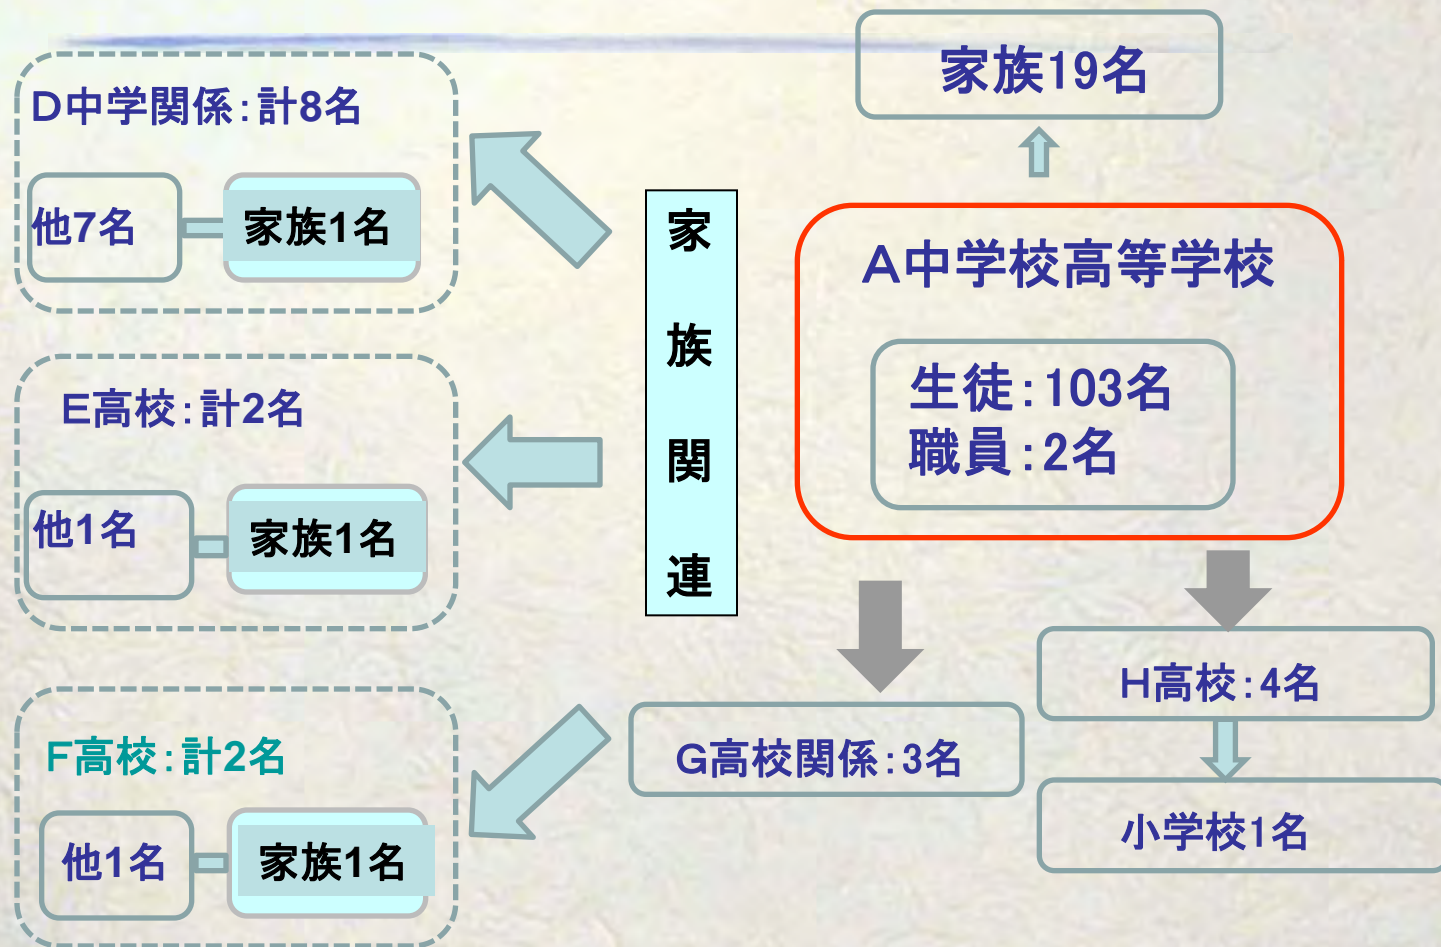 家族19名
D中学関係：計8名
他7名
家族1名
家族関連
A中学校高等学校
生徒：103名
職員：2名
E高校：計2名
他1名
家族1名
F高校：計2名
他1名
家族1名
G高校関係：3名
H高校：4名
小学校1名